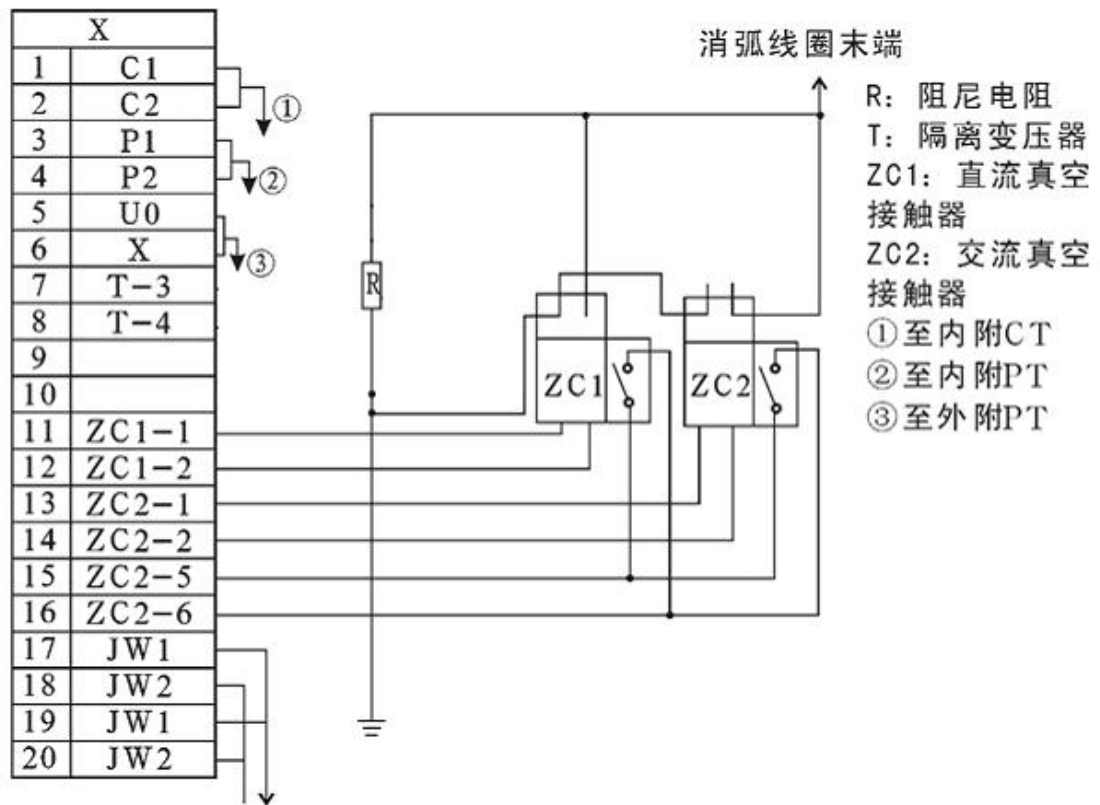 X
1 C1
2 C2
3 P1
4 P2
5 U0
6 X
7 T-3
8 T-4
9
10
11 ZC1-1
12 ZC1-2
13 ZC2-1
14 ZC2-2
15 ZC2-5
16 ZC2-6
17 JW1
18 JW2
19 JW1
20 JW2
①
②
③
消弧线圈末端
R
ZC1
ZC2
R：阻尼电阻
T：隔离变压器
ZC1：直流真空
接触器
ZC2：交流真空
接触器
①至内附CT
②至内附PT
③至外附PT